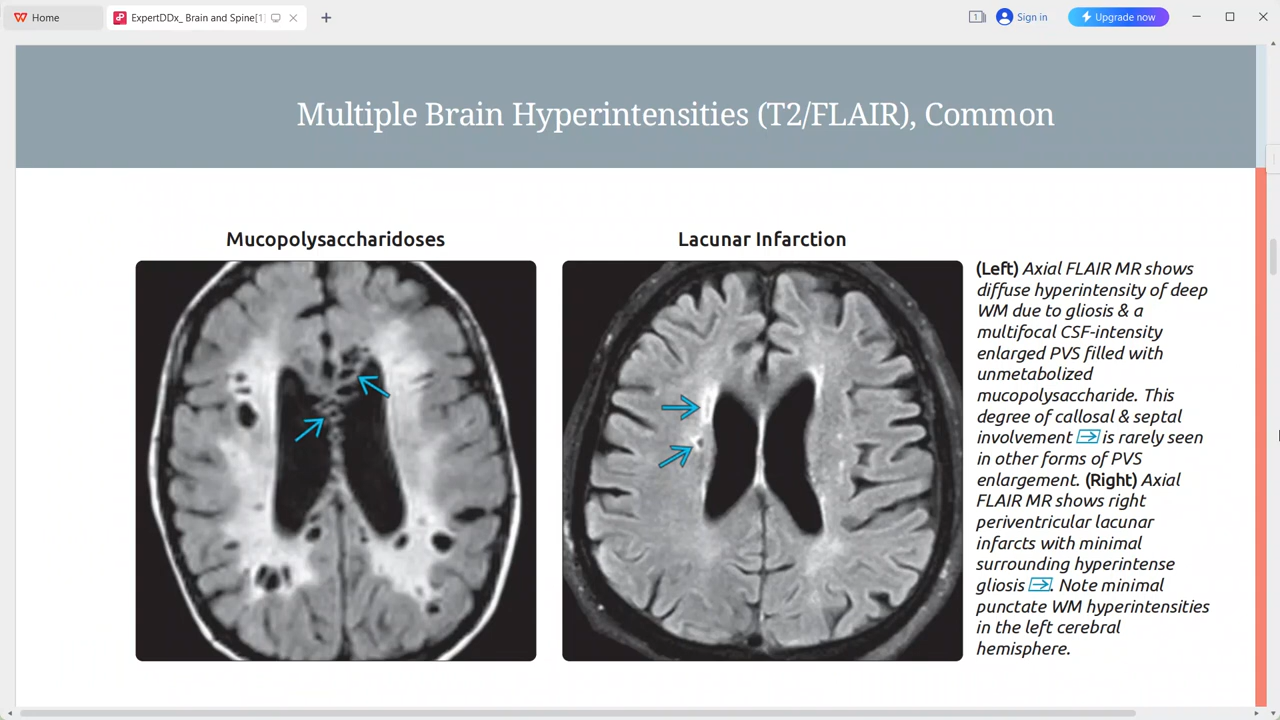 Home
ExpertDDx_ Brain and Spine[1]
1
Sign in
Upgrade now
Multiple Brain Hyperintensities (T2/FLAIR), Common
Mucopolysaccharidoses
Lacunar Infarction
(Left) Axial FLAIR MR shows
diffuse hyperintensity of deep
WM due to gliosis & a
multifocal CSF-intensity
enlarged PVS filled with
unmetabolized
mucopolysaccharide. This
degree of callosal & septal
involvement is rarely seen
in other forms of PVS
enlargement. (Right) Axial
FLAIR MR shows right
periventricular lacunar
infarcts with minimal
surrounding hyperintense
gliosis . Note minimal
punctate WM hyperintensities
in the left cerebral
hemisphere.